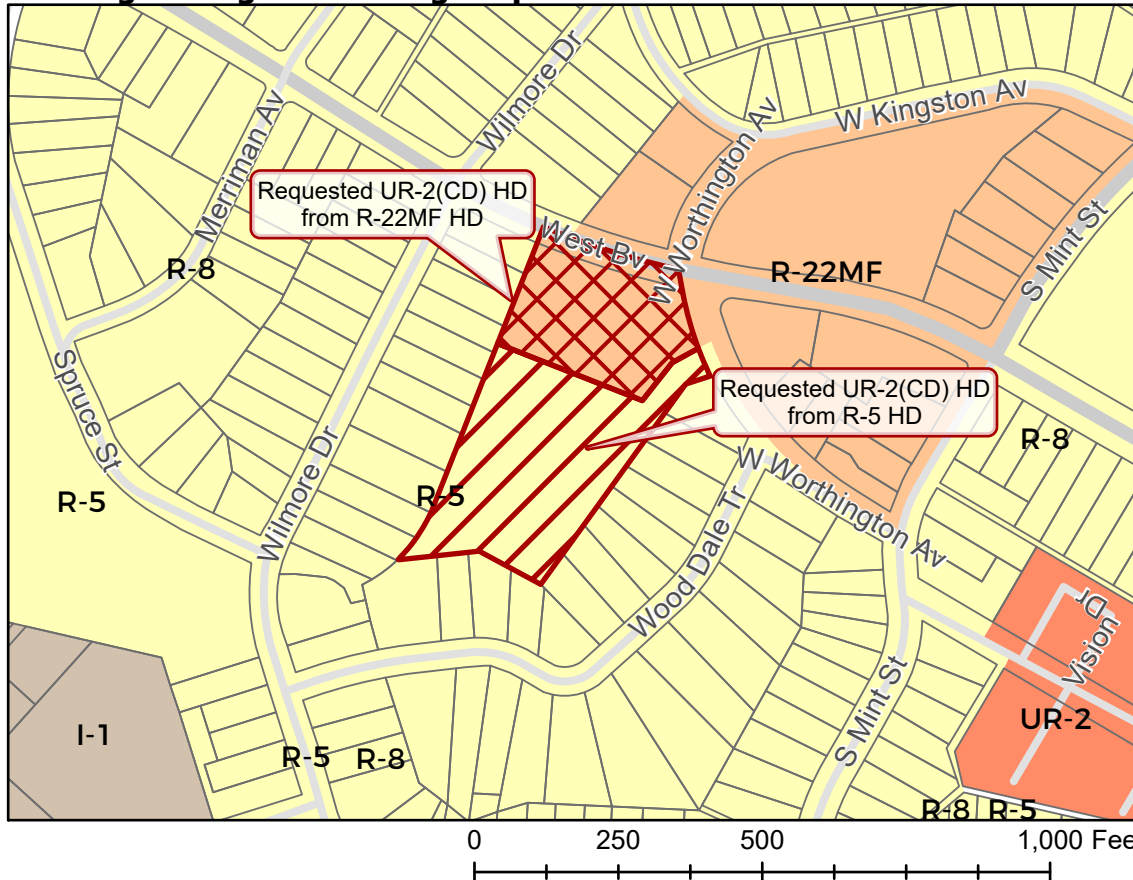 Wilmore Dr
Merriman Av
W Kingston Av
W Worthington Av
Requested UR-2(CD) HD
from R-22MF HD
West Bv
S Mint St
R-8
R-22MF
W Worthington Av
Spruce St
Requested UR-2(CD) HD
from R-5 HD
R-8
R-5
R-5
Wilmore Dr
W Worthington Av
Wood Dale Tr
Vision Dr
S Mint St
UR-2
I-1
R-5
R-8
R-8
R-5
0
250
500
1,000 Fee